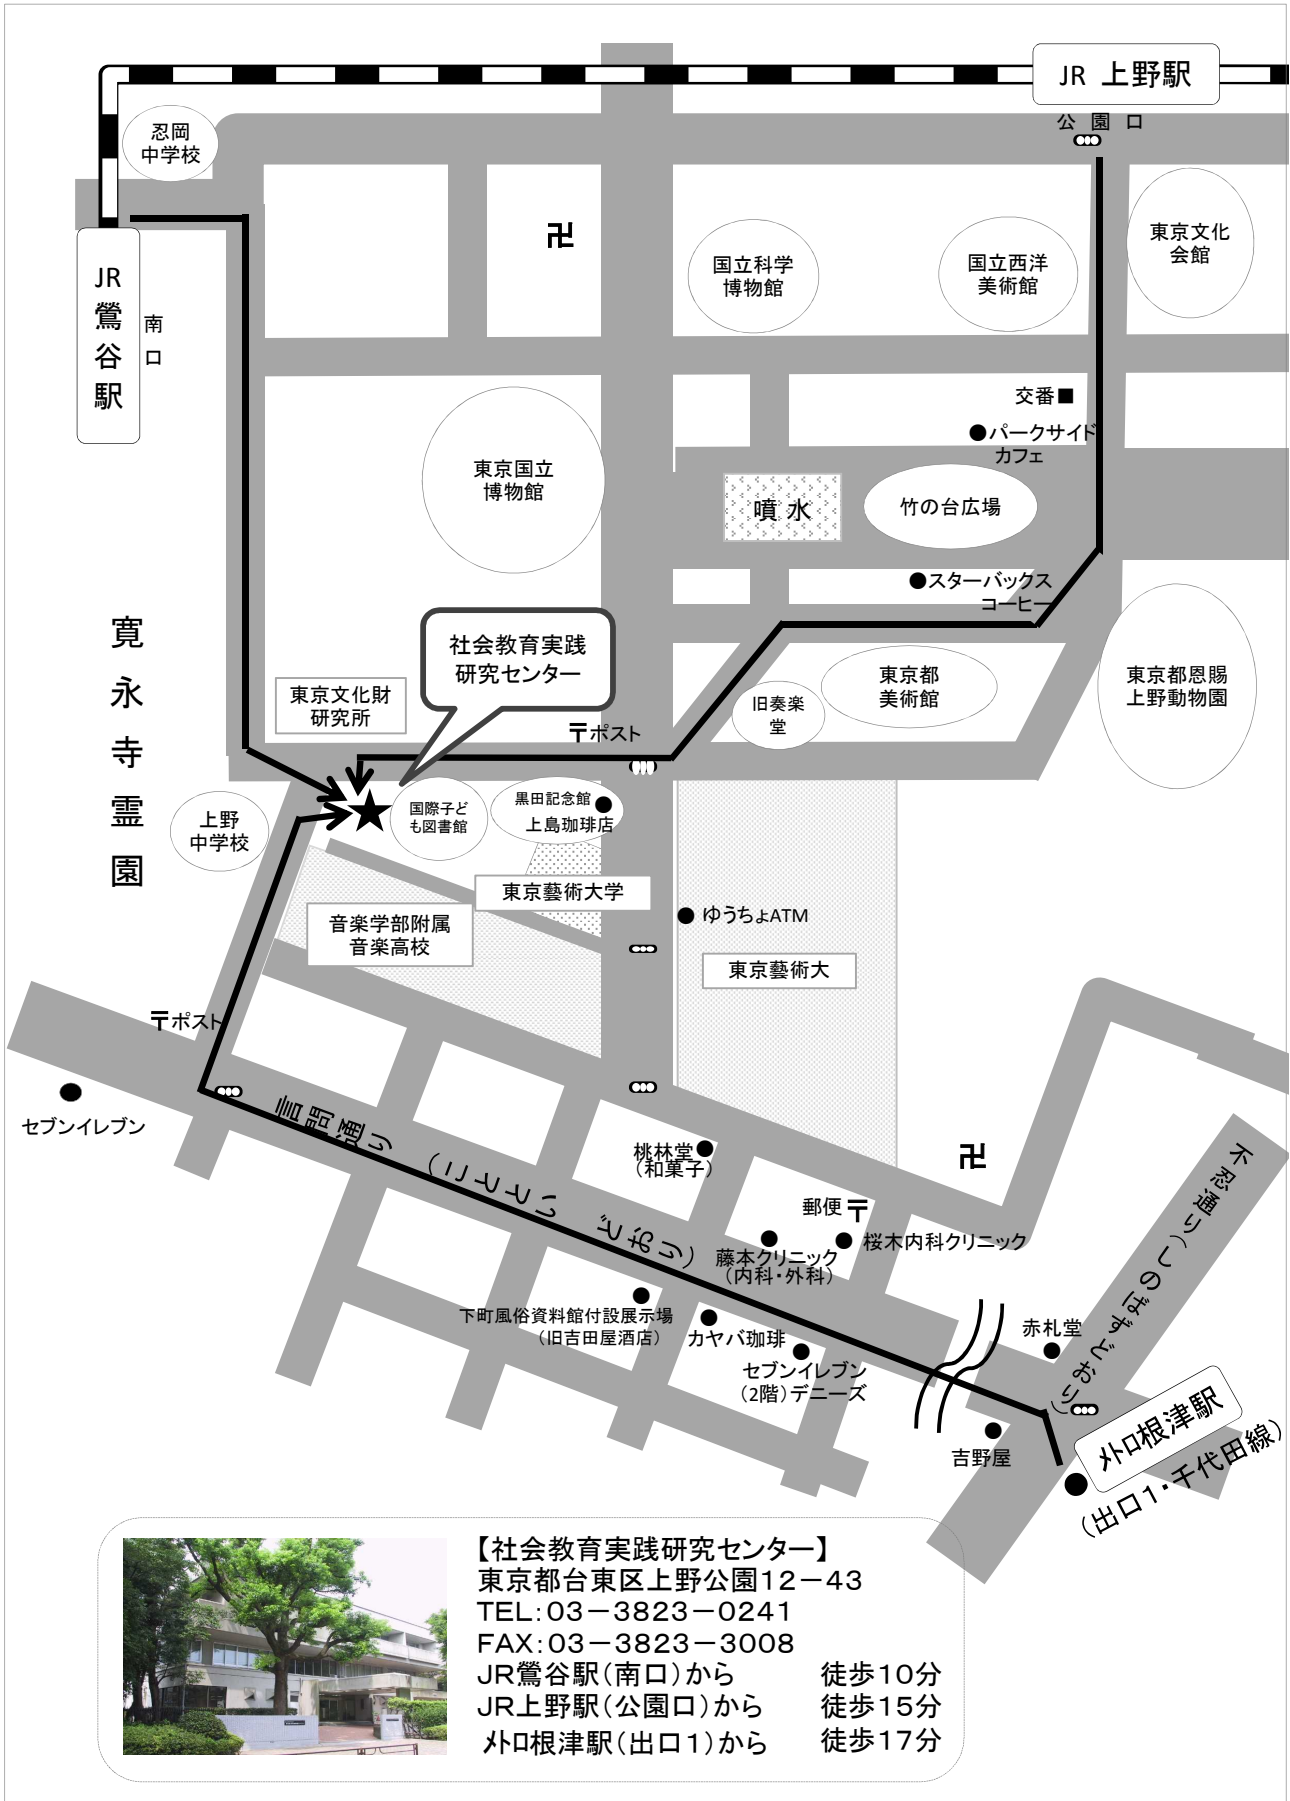 JR 上野駅
公園口
忍岡
中学校
卍
国立科学
博物館
国立西洋
美術館
東京文化
会館
JR
鶯谷駅
南口
交番■
●パークサイド
カフェ
東京国立
博物館
噴水
竹の台広場
●スターバックス
コーヒー
寛永寺霊園
社会教育実践
研究センター
東京文化財
研究所
〒ポスト
旧奏楽
堂
東京都
美術館
東京都恩賜
上野動物園
上野
中学校
★
国際子ど
も図書館
黒田記念館
上島珈琲店
東京藝術大学
音楽学部附属
音楽高校
ゆうちょATM
東京藝術大
〒ポスト
セブンイレブン
言問通り(こととい どおり)
桃林堂
(和菓子)
卍
不忍通り(しのばずどおり)
郵便〒
藤本クリニック
(内科・外科)
桜木内科クリニック
下町風俗資料館付設展示場
(旧吉田屋酒店)
カヤバ珈琲
セブンイレブン
(2階)デニーズ
赤札堂
吉野屋
メトロ根津駅
(出口1・千代田線)
【社会教育実践研究センター】
東京都台東区上野公園12-43
TEL:03-3823-0241
FAX:03-3823-3008
JR鶯谷駅(南口)から 徒歩10分
JR上野駅(公園口)から 徒歩15分
メトロ根津駅(出口1)から 徒歩17分